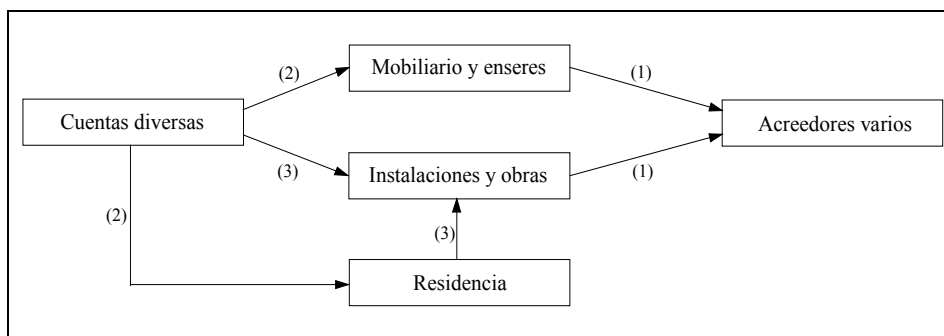 Mobiliario y enseres
(2)
(1)
Cuentas diversas
Acreedores varios
(3)
Instalaciones y obras
(1)
(2)
(3)
Residencia